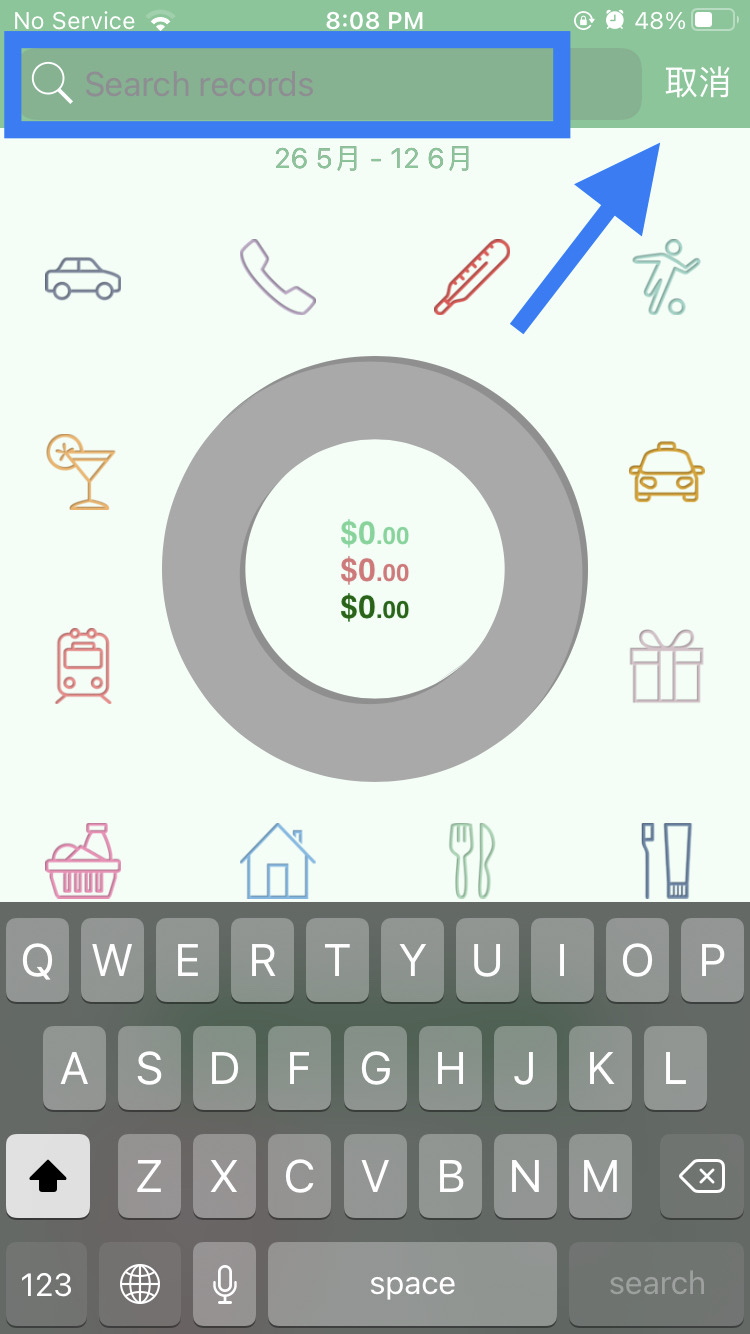 No Service 8:08 PM 48%
Search records 取消
26 5月 - 12 6月
$0.00
$0.00
$0.00
Q W E R T Y U I O P
A S D F G H J K L
Z X C V B N M
123 space search